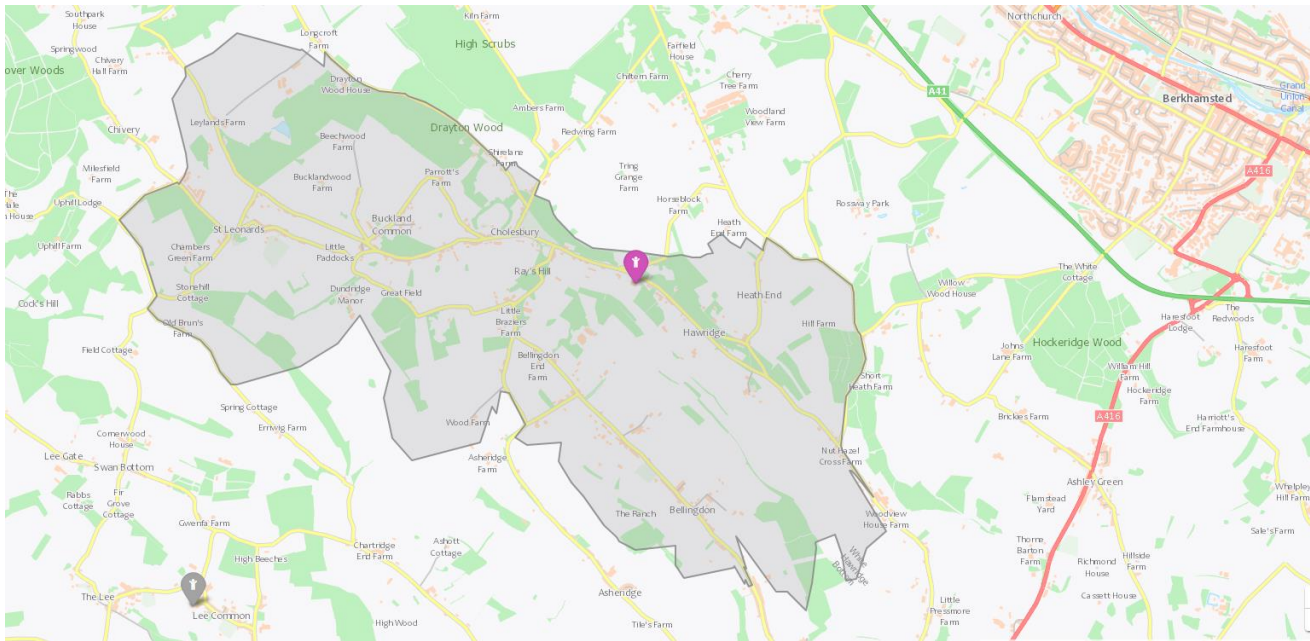 Southpark
House
Springwood
Chivery
Hall Farm
over Woods
Longcroft
Farm
Kiln Farm
High Scrubs
Farfield
House
Chiltern Farm
Cherry
Tree Farm
Woodland
View Farm
Northchurch
A41
Berkhamsted
Grand
Union
Canal
A416
Drayton
Wood House
Ambers Farm
Chivery
Leylands Farm
Drayton Wood
Redwing Farm
Beechwood
Farm
Shirelane
Farm
Milesfield
Farm
Bucklandwood
Farm
Parrott's
Farm
Tring
Grange
Farm
The
Uphill Lodge
Horseblock
Farm
Rossway Park
St Leonards
Buckland
Common
Cholesbury
Heath
End Farm
Uphill Farm
Chambers
Green Farm
Little
Paddocks
Ray's Hill
The White
Cottage
Stonehill
Cottage
Dundridge
Manor
Great Field
Heath End
Willow
Wood House
Cock's Hill
Old Brun's
Farm
Little
Braziers
Farm
Hawridge
Hill Farm
Haresfoot
Lodge
The
Redwoods
Field Cottage
Bellingdon
End
Farm
Johns
Lane Farm
Hockeridge Wood
Haresfoot
Farm
Short
Heath Farm
William Hill
Farm
Hockeridge
Farm
Spring Cottage
Wood Farm
Brickles Farm
A416
Harriott's
End Farmhouse
Erriwig Farm
Cornerwood
House
Lee Gate
Swan Bottom
Asheridge
Farm
Nut Hazel
Cross Farm
Rabbs
Cottage
Fir
Grove
Cottage
Ashley Green
Whelpley
Hill Farm
Gwenfa Farm
The Ranch
Bellingdon
Woodview
House Farm
Flamstead
Yard
Sale's Farm
High Beeches
Chartridge
End Farm
Ashott
Cottage
White
Hawridge
Bottom
Thorne
Barton
Farm
Richmond
House
Hillside
Farm
The Lee
Asheridge
Cassett House
Lee Common
High Wood
Tile's Farm
Little
Pressmore
Farm